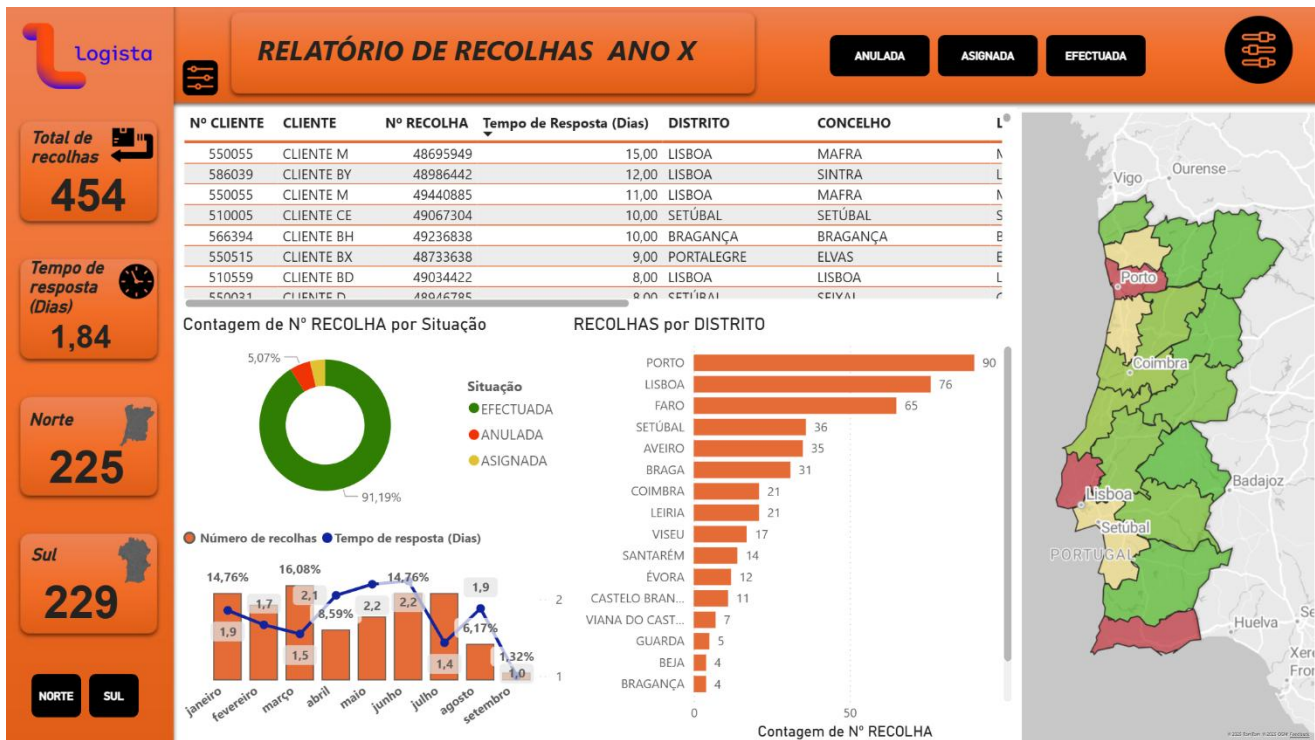 Logista
RELATÓRIO DE RECOLHAS ANO X
ANULADA
ASIGNADA
EFECTUADA
Total de
recolhas
454
Tempo de
resposta
(Dias)
1,84
Norte
225
Sul
229
NORTE
SUL
Nº CLIENTE CLIENTE Nº RECOLHA Tempo de Resposta (Dias) DISTRITO CONCELHO L
550055 CLIENTE M 48695949 15,00 LISBOA MAFRA
586039 CLIENTE BY 48986442 12,00 LISBOA SINTRA L
550055 CLIENTE M 49440885 11,00 LISBOA MAFRA
510005 CLIENTE CE 49067304 10,00 SETÚBAL SETÚBAL S
566394 CLIENTE BH 49236838 10,00 BRAGANÇA BRAGANÇA
550515 CLIENTE BX 48733638 9,00 PORTALEGRE ELVAS E
510559 CLIENTE BD 49034422 8,00 LISBOA LISBOA L
550031 CLIENTE D 48946785 8,00 SETÚBAL SEIXAL
Contagem de Nº RECOLHA por Situação
5,07%
91,19%
Situação
EFECTUADA
ANULADA
ASIGNADA
Número de recolhas Tempo de resposta (Dias)
14,76% 16,08% 8,59% 14,76% 6,17% 1,32%
1,9 1,7 1,5 2,1 2,2 2,2 1,4 1,9 1,0
2
1
janeiro fevereiro março abril maio junho julho agosto setembro
RECOLHAS por DISTRITO
PORTO 90
LISBOA 76
FARO 65
SETÚBAL 36
AVEIRO 35
BRAGA 31
COIMBRA 21
LEIRIA 21
VISEU 17
SANTARÉM 14
ÉVORA 12
CASTELO BRAN... 11
VIANA DO CAST... 7
GUARDA 5
BEJA 4
BRAGANÇA 4
0 50
Contagem de Nº RECOLHA
Vigo
Ourense
Porto
Coimbra
Lisboa
Badajoz
Setúbal
PORTUGAL
Huelva
Se
Xere
Fron